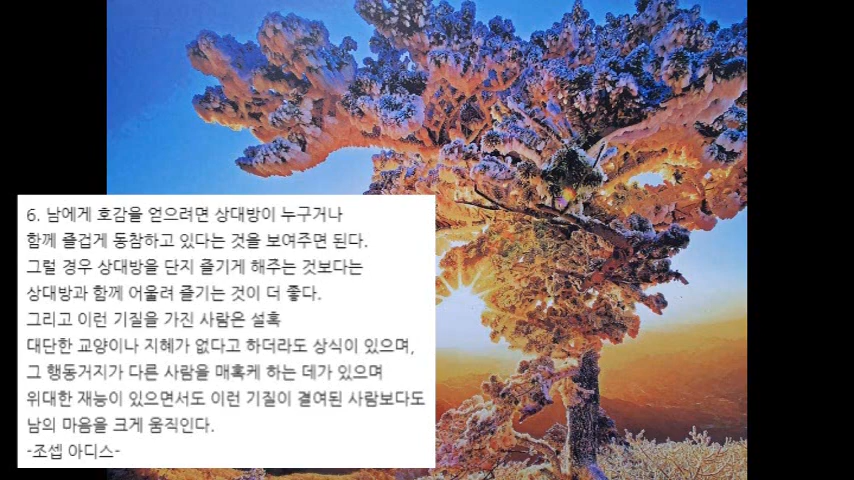 6. 남에게 호감을 얻으려면 상대방이 누구거나
함께 즐겁게 동참하고 있다는 것을 보여주면 된다.
그럴 경우 상대방을 단지 즐기게 해주는 것보다는
상대방과 함께 어울려 즐기는 것이 더 좋다.
그리고 이런 기질을 가진 사람은 설혹
대단한 교양이나 지혜가 없다고 하더라도 상식이 있으며,
그 행동거지가 다른 사람을 매혹케 하는 데가 있으며
위대한 재능이 있으면서도 이런 기질이 결여된 사람보다도
남의 마음을 크게 움직인다.
-조셉 아디스-